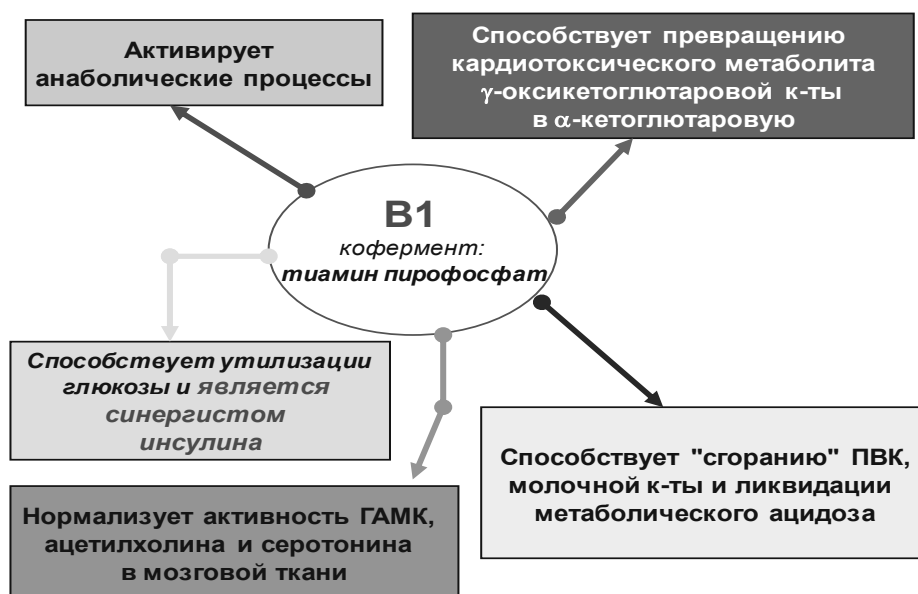 Активирует
анаболические процессы
Способствует превращению
кардиотоксического метаболита
γ-оксикетоглютаровой к-ты
в α-кетоглютаровую
В1
кофермент:
тиамин пирофосфат
Способствует утилизации
глюкозы и является
синергистом
инсулина
Способствует "сгоранию" ПВК,
молочной к-ты и ликвидации
метаболического ацидоза
Нормализует активность ГАМК,
ацетилхолина и серотонина
в мозговой ткани